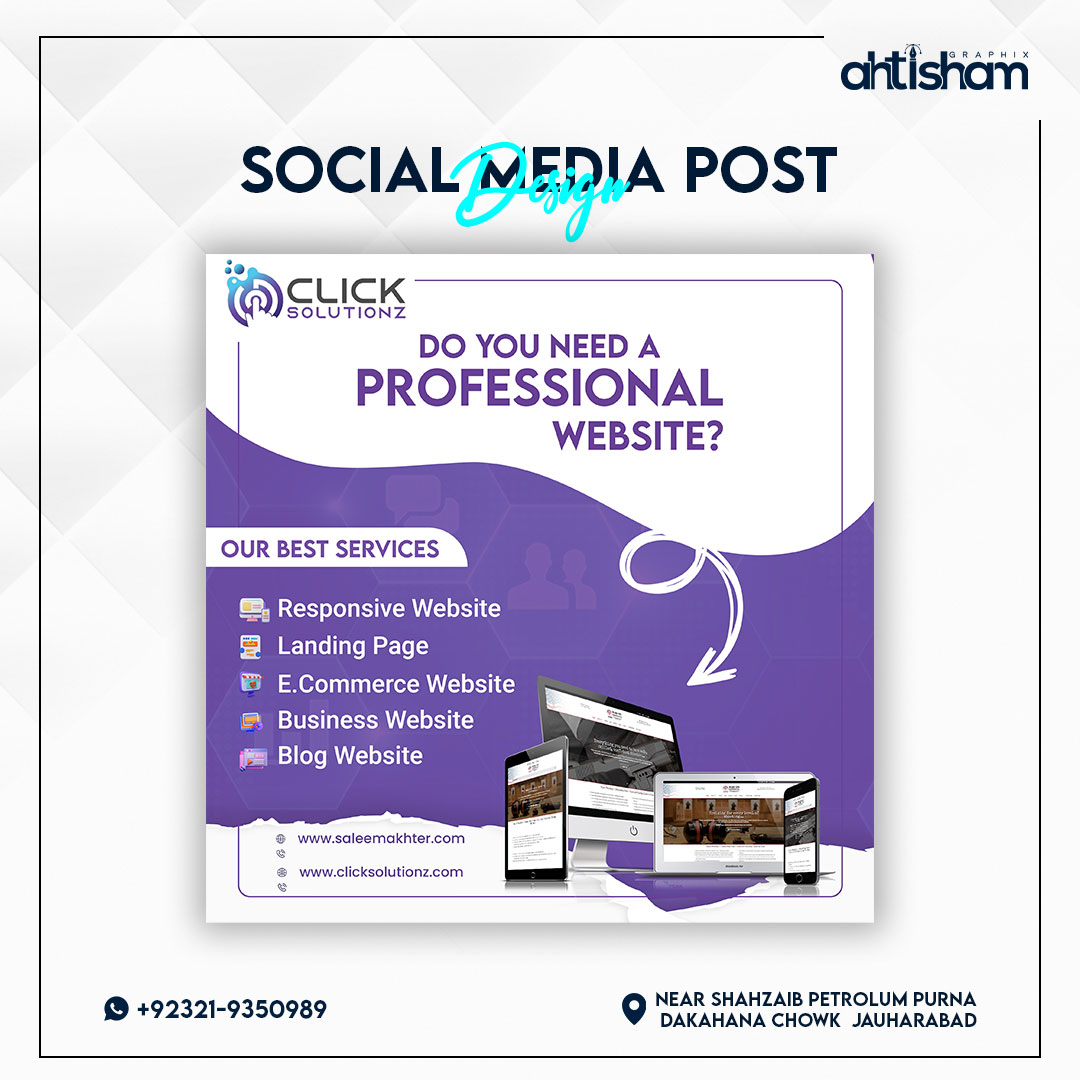 GRAPHIX
ahtisham
SOCIAL MEDIA POST
Design
CLICK
SOLUTIONZ
DO YOU NEED A
PROFESSIONAL
WEBSITE?
OUR BEST SERVICES
Responsive Website
Landing Page
E.Commerce Website
Business Website
Blog Website
www.saleemakhter.com
www.clicksolutionz.com
+92321-9350989
NEAR SHAHZAIB PETROLUM PURNA
DAKAHANA CHOWK JAUHARABAD